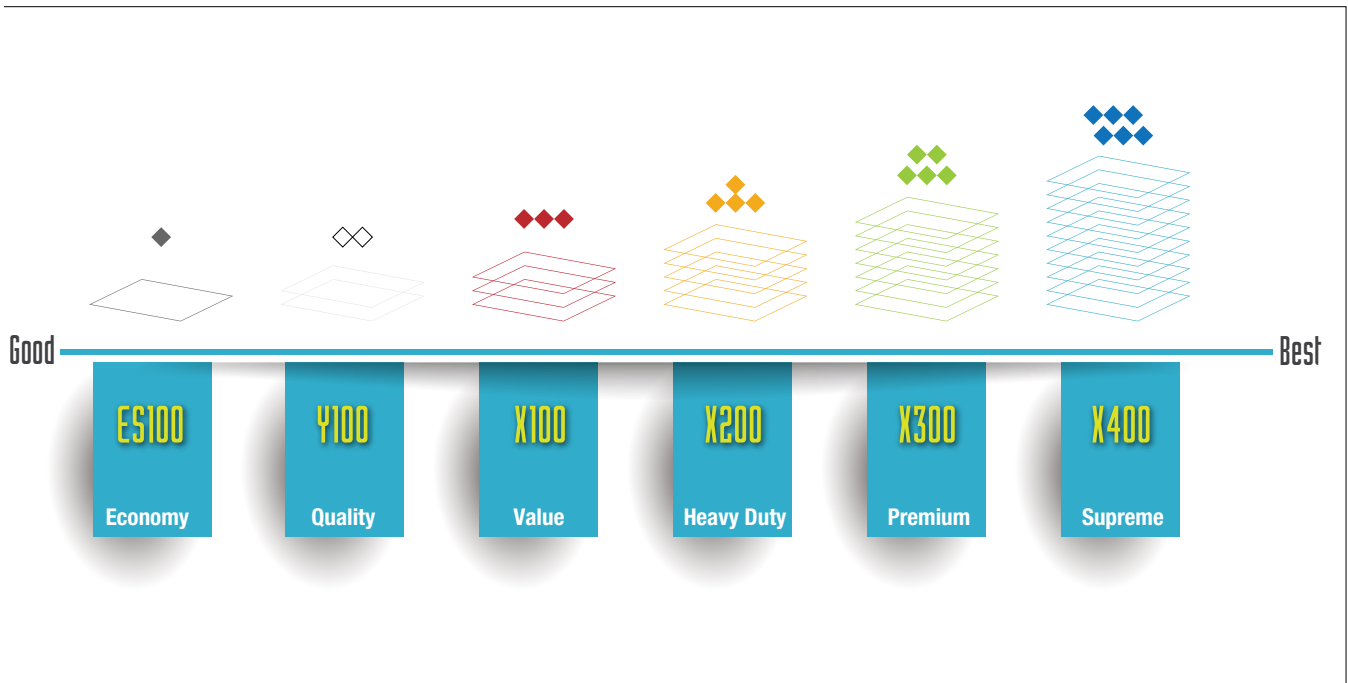 Good
Best
ES100
Economy
Y100
Quality
X100
Value
X200
Heavy Duty
X300
Premium
X400
Supreme